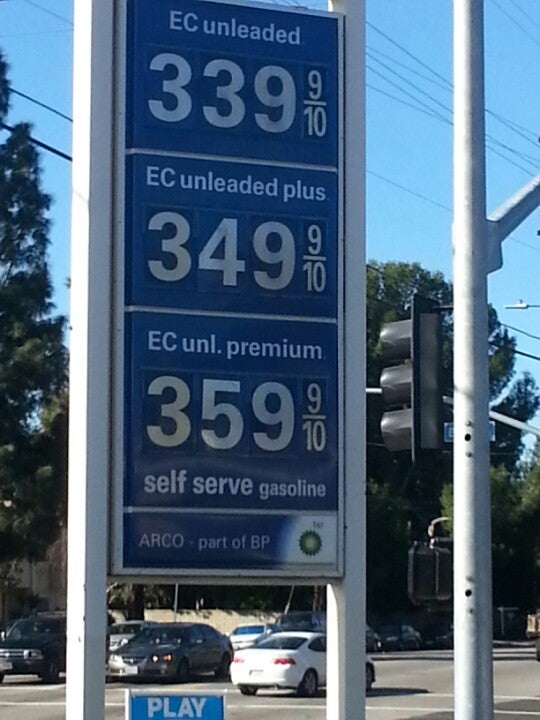 EC unleaded
339 9/10
EC unleaded plus
349 9/10
EC unl. premium
359 9/10
self serve gasoline
ARCO - part of BP
bp
PLAY